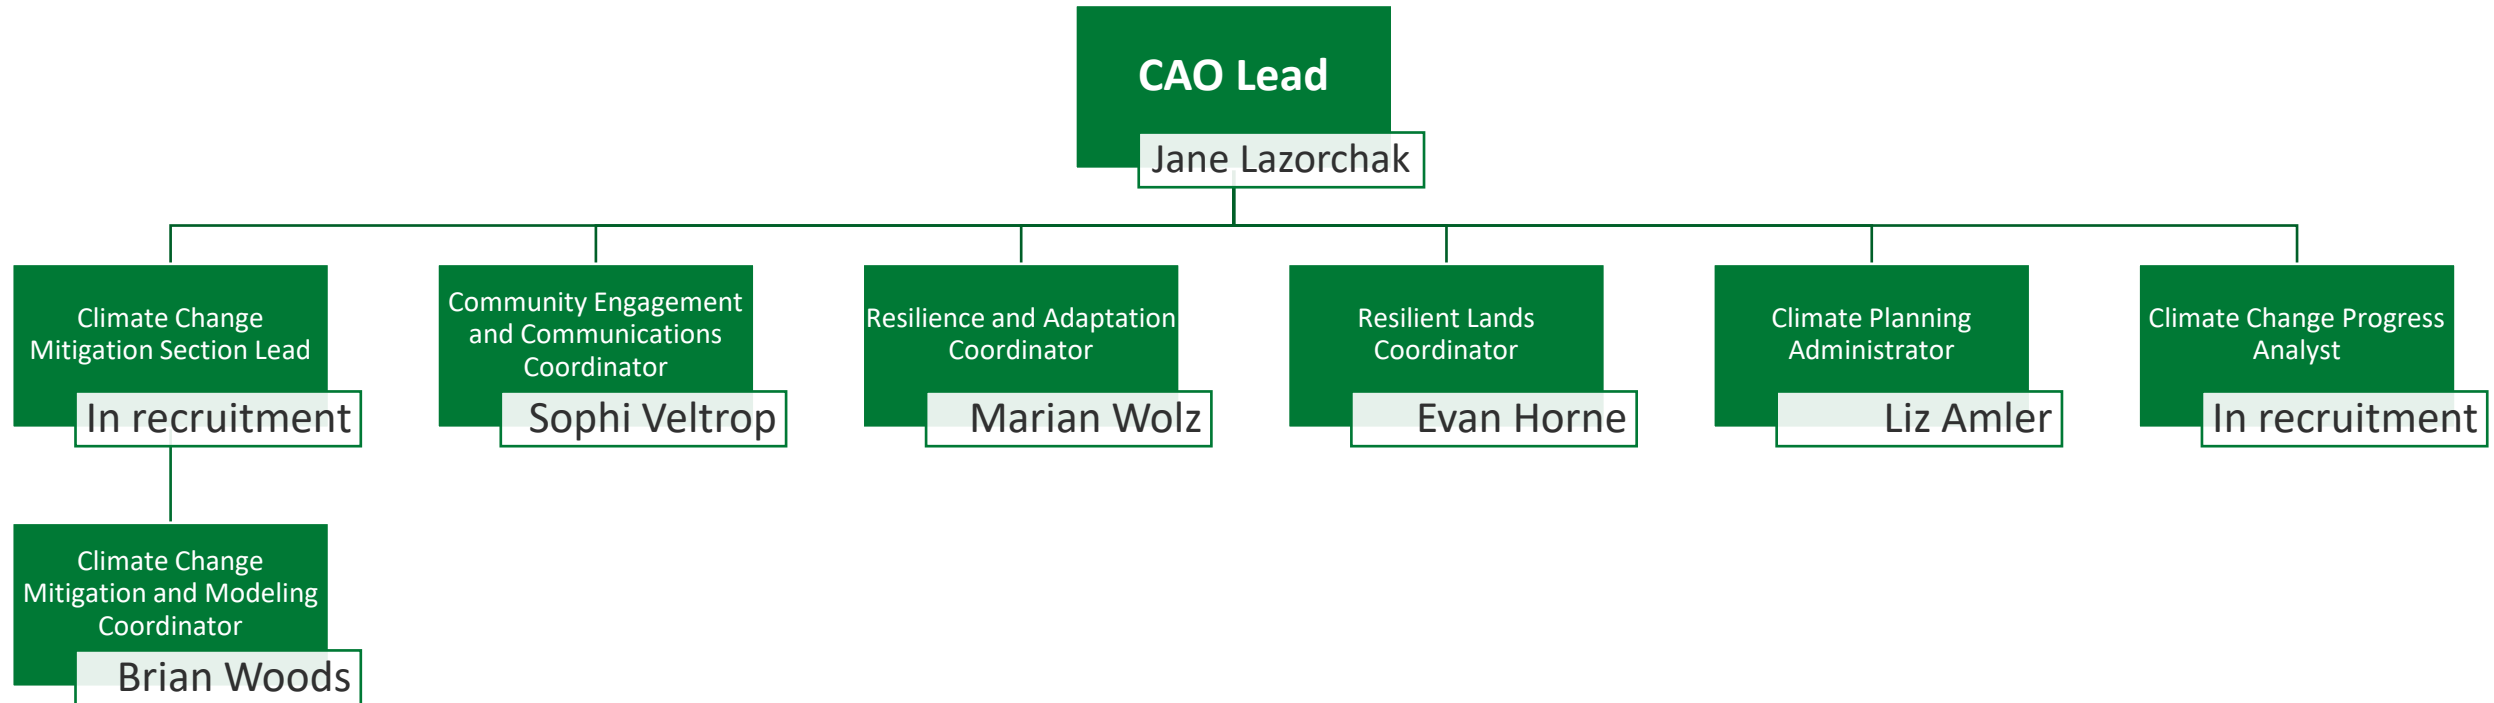 CAO Lead
Jane Lazorchak
Climate Change
Mitigation Section Lead
In recruitment
Community Engagement
and Communications
Coordinator
Sophi Veltrop
Resilience and Adaptation
Coordinator
Marian Wolz
Resilient Lands
Coordinator
Evan Horne
Climate Planning
Administrator
Liz Amler
Climate Change Progress
Analyst
In recruitment
Climate Change
Mitigation and Modeling
Coordinator
Brian Woods